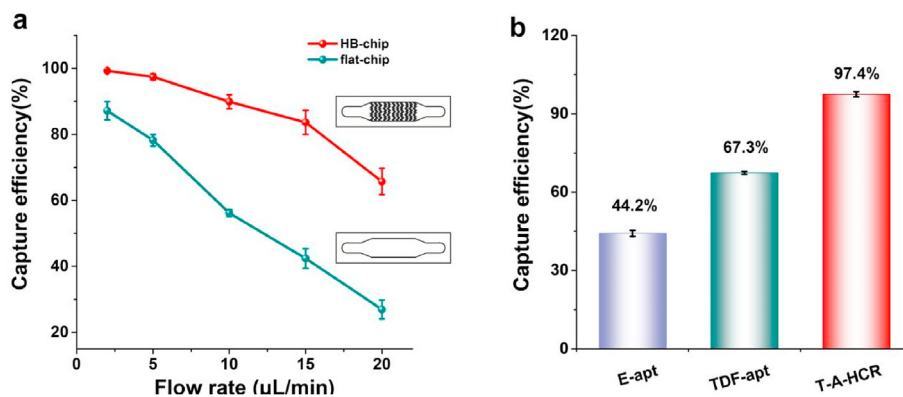 a
HB-chip
flat-chip
Capture efficiency(%)
100
80
60
40
20
0
5
10
15
20
Flow rate (μL/min)
b
Capture efficiency(%)
120
90
60
30
0
44.2%
67.3%
97.4%
E-apt
TDF-apt
T-A-HCR